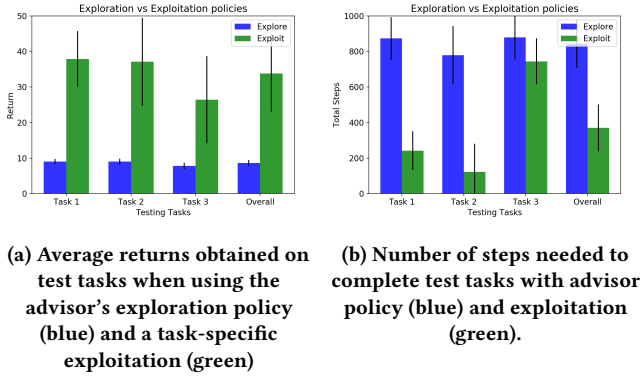 Exploration vs Exploitation policies
50
40
30
20
10
0
Return
Explore
Exploit
Task 1
Task 2
Task 3
Overall
Testing Tasks
(a) Average returns obtained on
test tasks when using the
advisor's exploration policy
(blue) and a task-specific
exploitation (green)
Exploration vs Exploitation policies
1000
800
600
400
200
0
Total Steps
Explore
Exploit
Task 1
Task 2
Task 3
Overall
Testing Tasks
(b) Number of steps needed to
complete test tasks with advisor
policy (blue) and exploitation
(green).